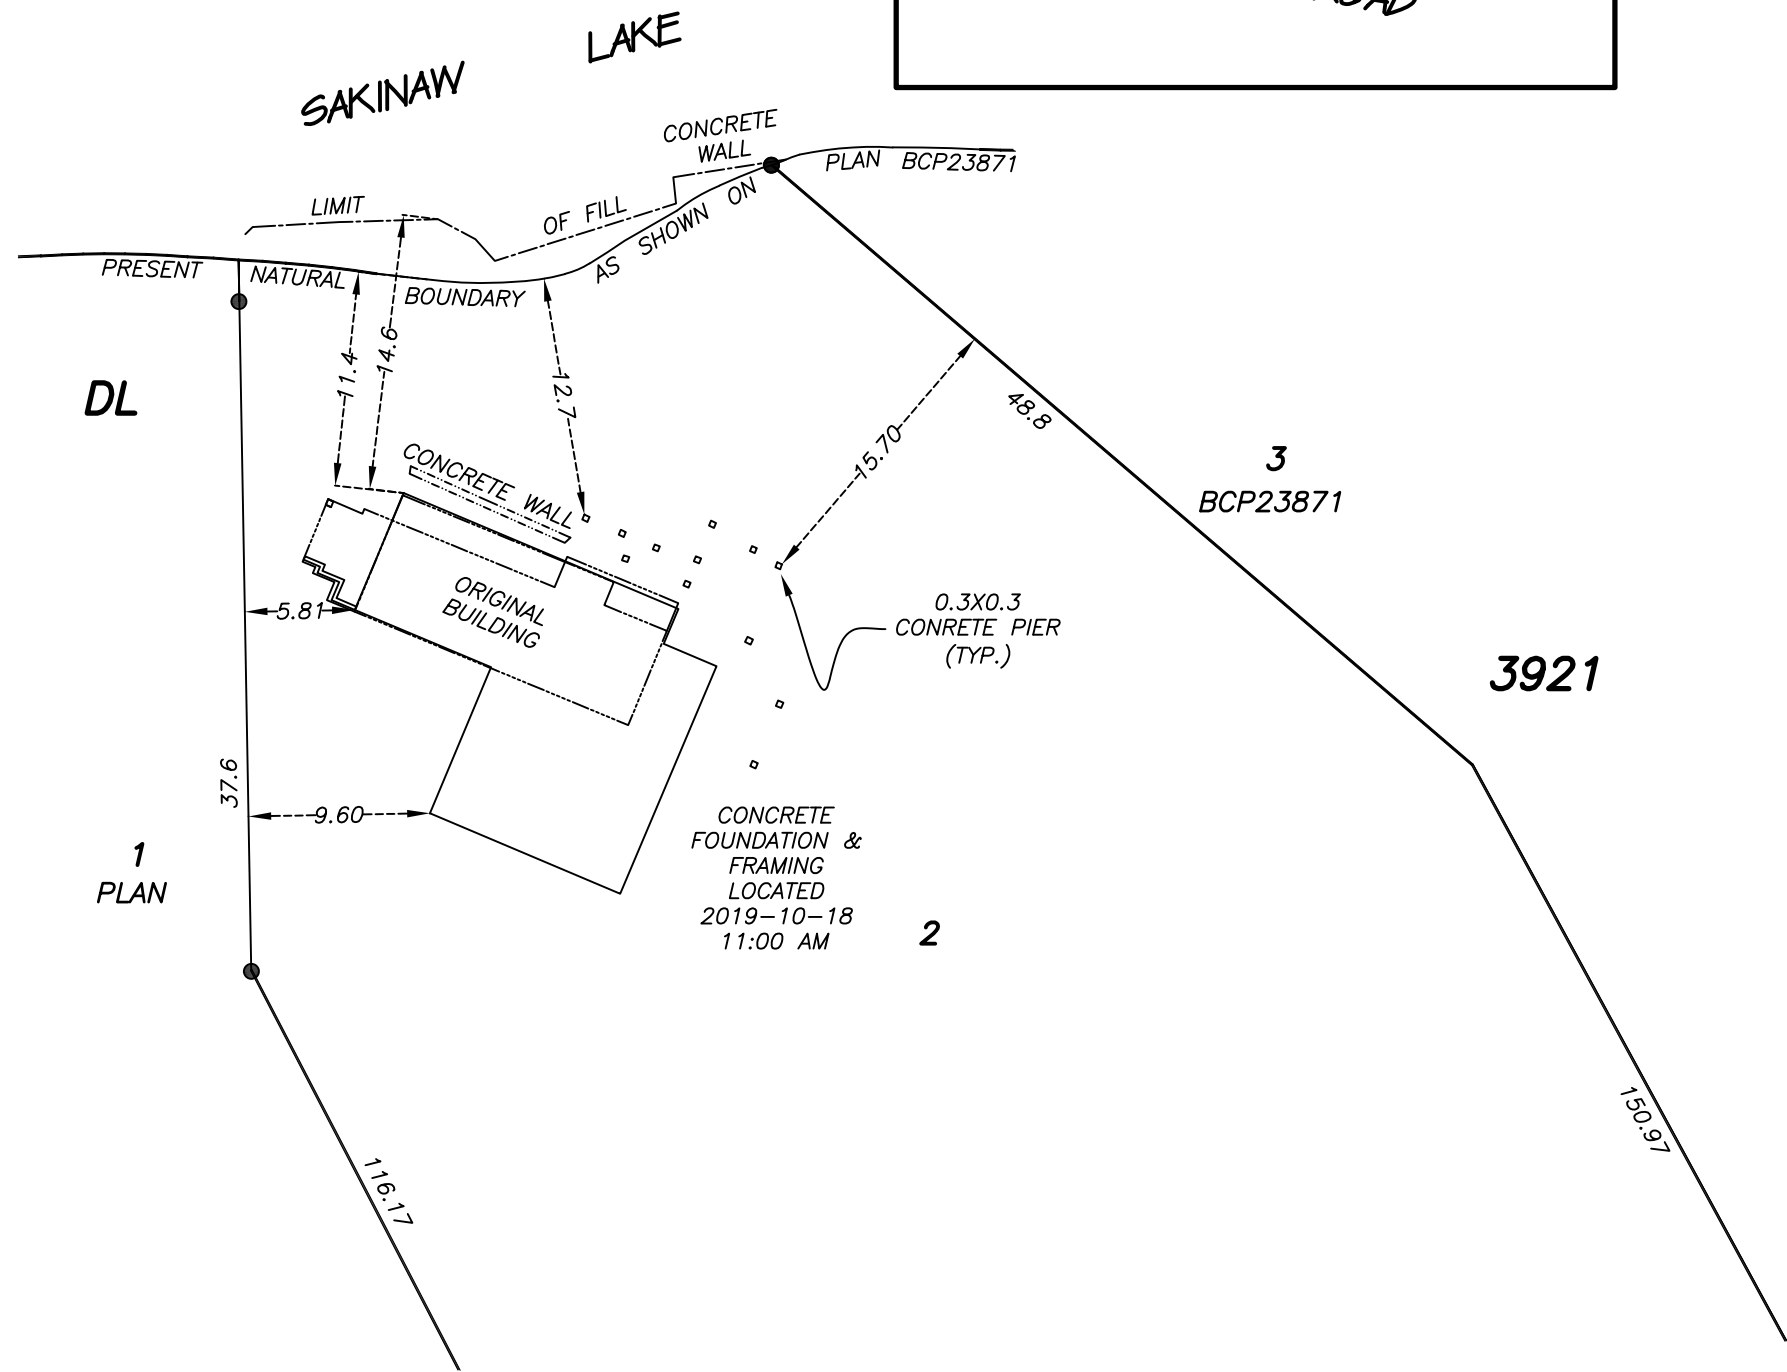 SAKINAW LAKE
CONCRETE
WALL
PLAN BCP23871
LIMIT OF FILL
PRESENT NATURAL BOUNDARY AS SHOWN ON
11.4
14.6
12.7
15.70
48.8
DL
3
BCP23871
CONCRETE WALL
ORIGINAL
BUILDING
5.81
0.3X0.3
CONRETE PIER
(TYP.)
3921
37.6
9.60
1
PLAN
CONCRETE
FOUNDATION &
FRAMING
LOCATED
2019-10-18
11:00 AM
2
116.17
150.97